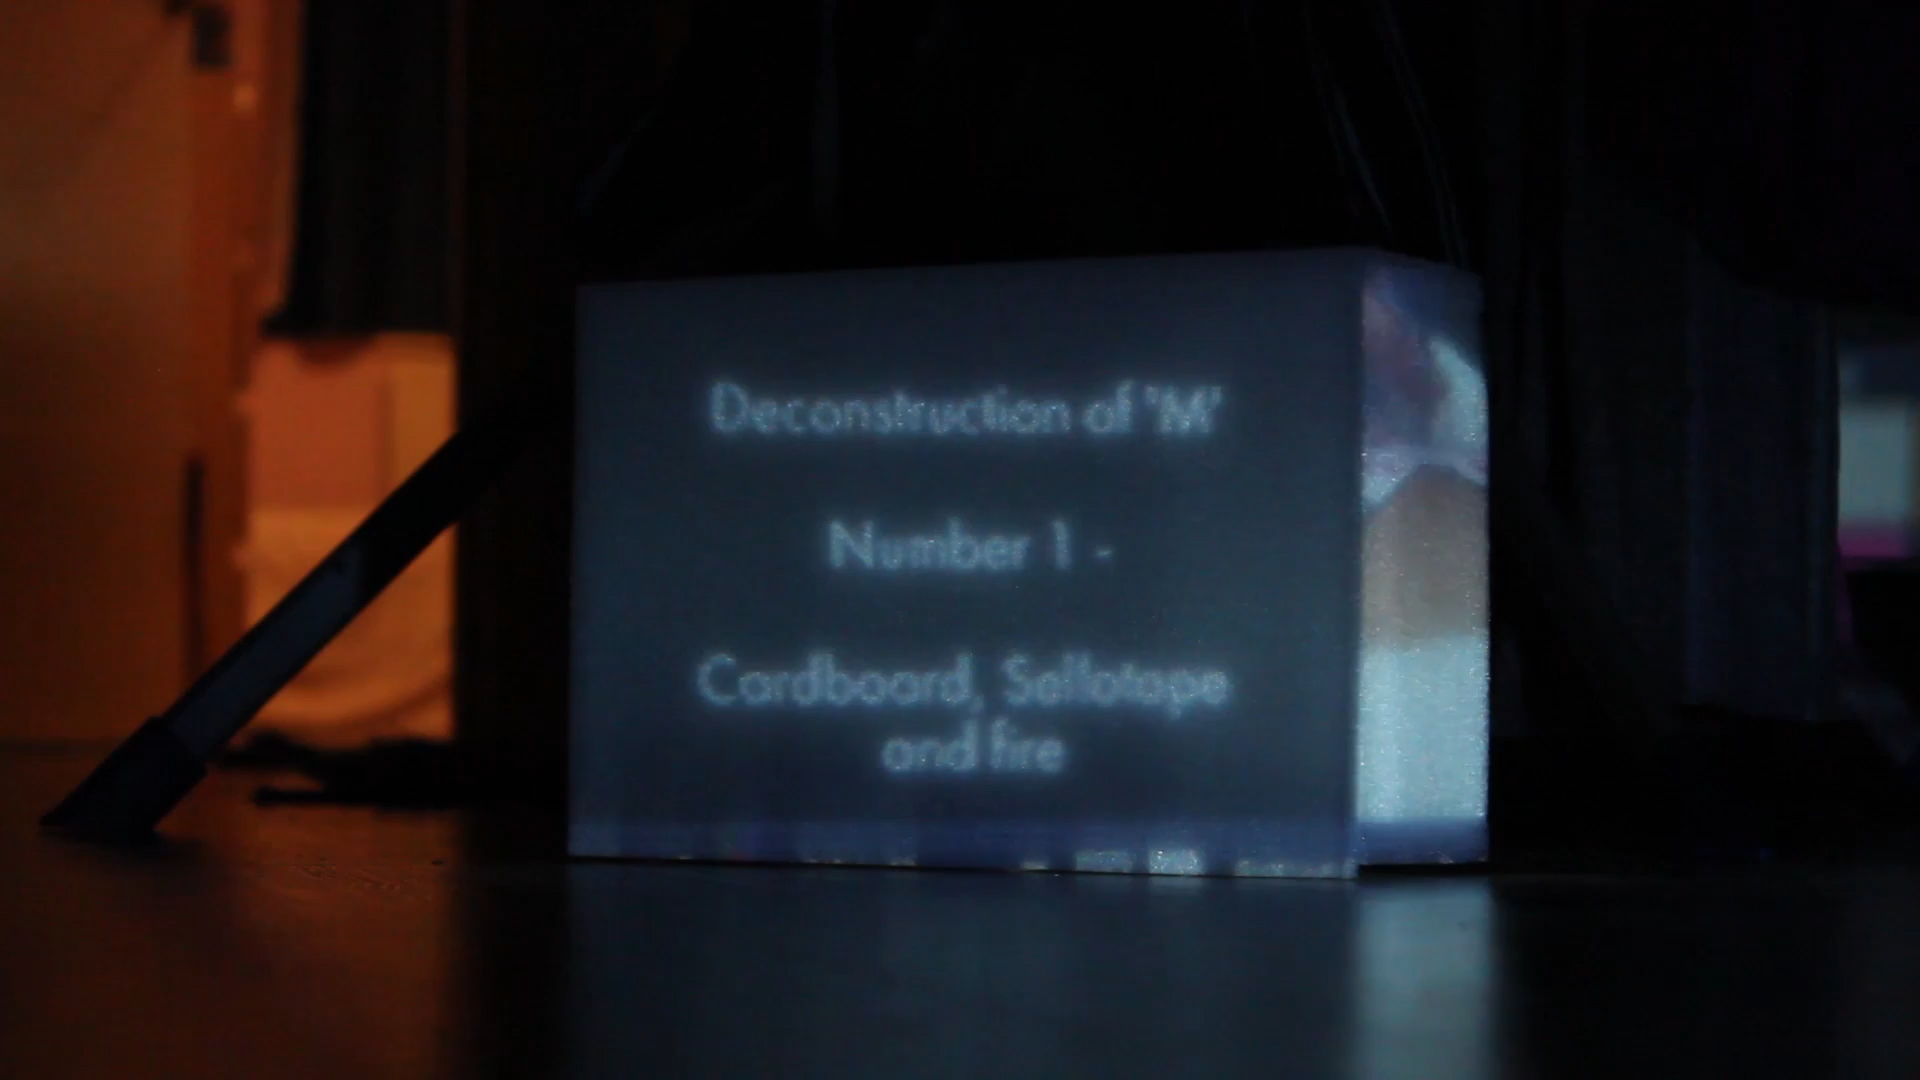 Deconstruction of 'M'
Number 1 -
Cardboard, Sellotape
and fire